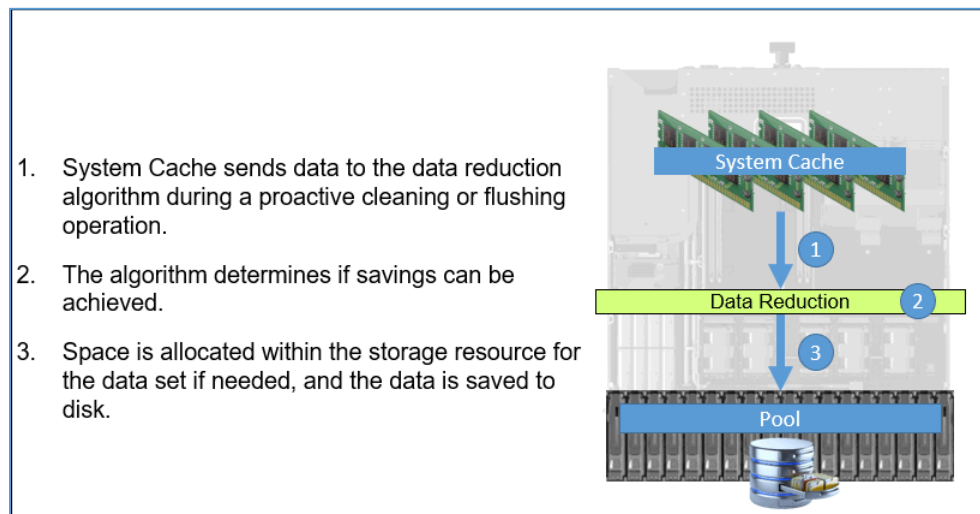 1. System Cache sends data to the data reduction
algorithm during a proactive cleaning or flushing
operation.
2. The algorithm determines if savings can be
achieved.
3. Space is allocated within the storage resource for
the data set if needed, and the data is saved to
disk.
System Cache
1
Data Reduction
2
3
Pool